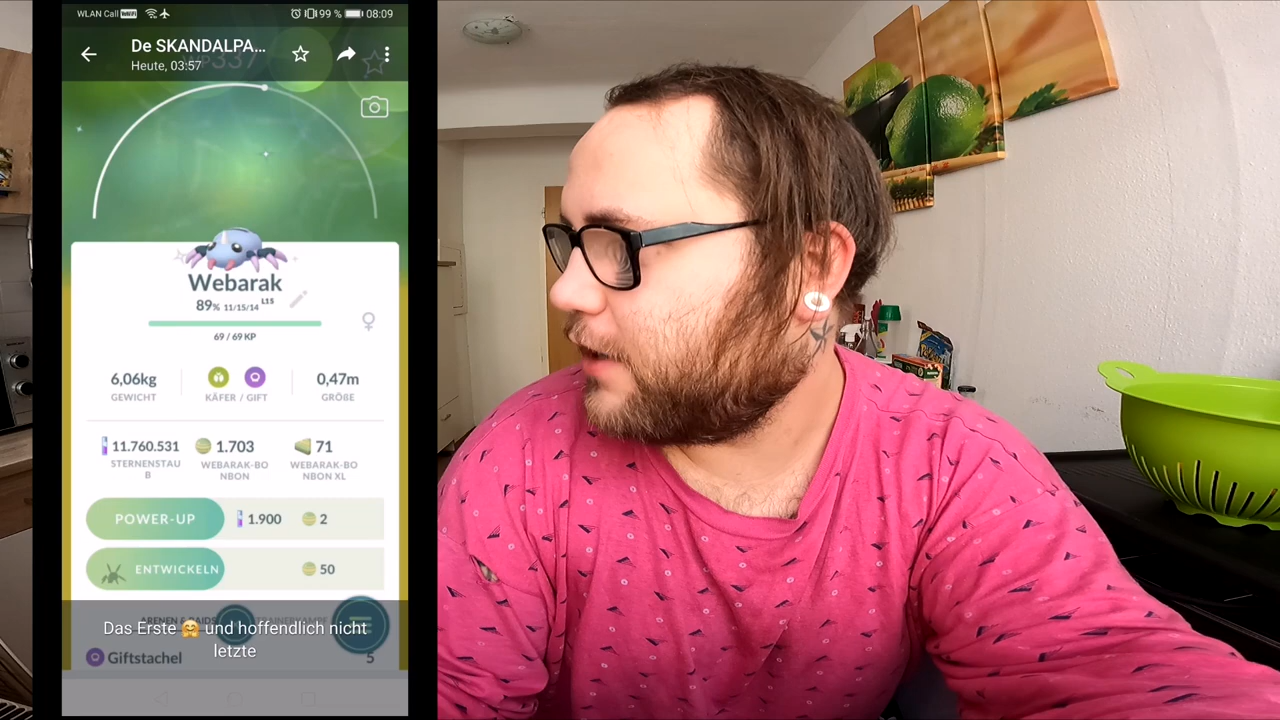 WLAN Call
99 %
08:09
De SKANDALPA...
Heute, 03:57
337
Webarak
89% 11/15/14 L15
69 / 69 KP
6,06kg
GEWICHT
KÄFER / GIFT
0,47m
GRÖẞE
11.760.531
STERNENSTAU
B
1.703
WEBARAK-BO
NBON
71
WEBARAK-BO
NBON XL
POWER-UP
1.900
2
ENTWICKELN
50
Das Erste 🤗 und hoffendlich nicht
letzte
Giftstachel
5